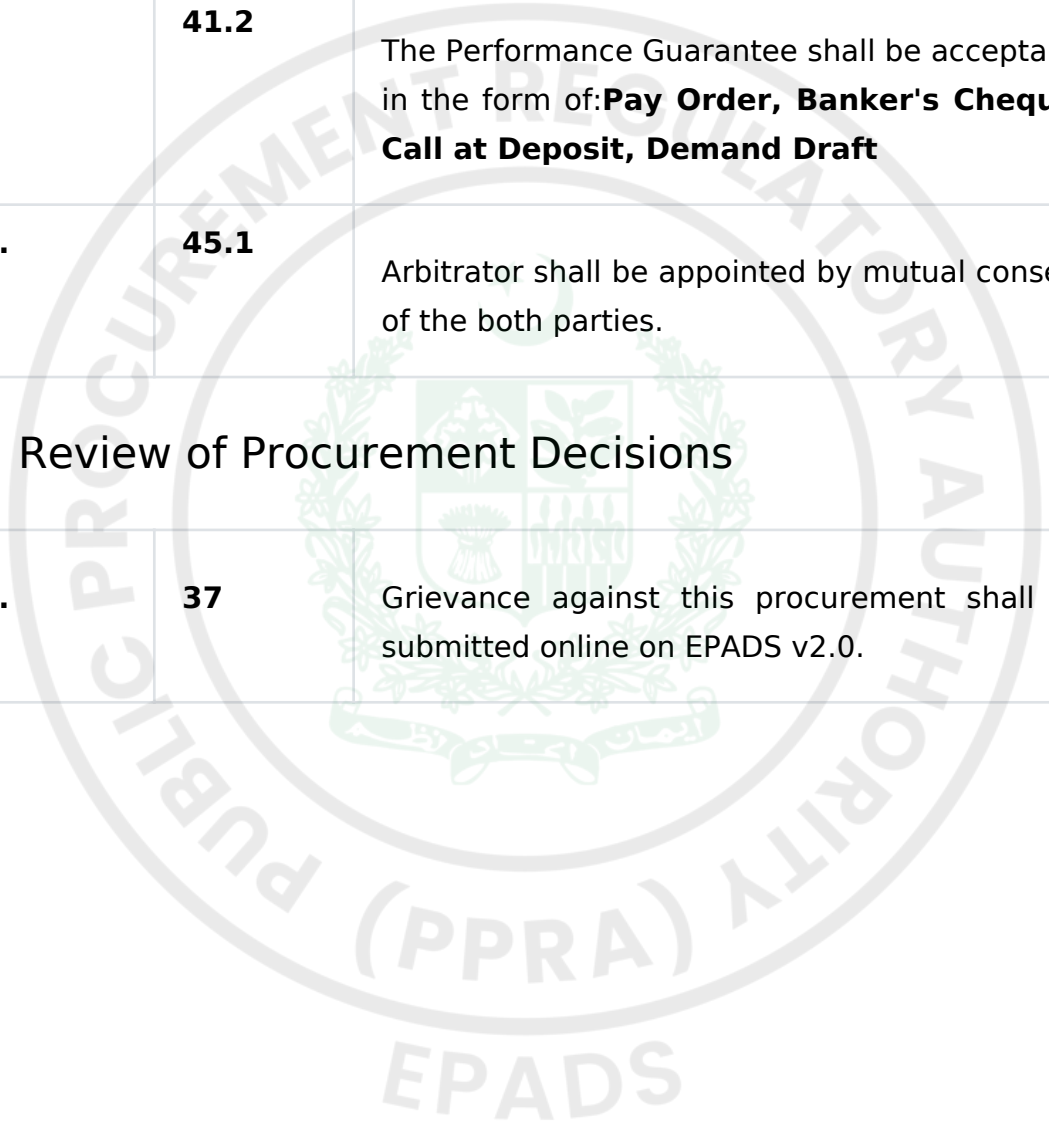 41.2
The Performance Guarantee shall be accepta
in the form of:Pay Order, Banker's Chequ
Call at Deposit, Demand Draft
. 45.1
Arbitrator shall be appointed by mutual conse
of the both parties.
Review of Procurement Decisions
. 37 Grievance against this procurement shall
submitted online on EPADS v2.0.
PUBLIC PROCUREMENT REGULATORY AUTHORITY
(PPRA)
EPADS